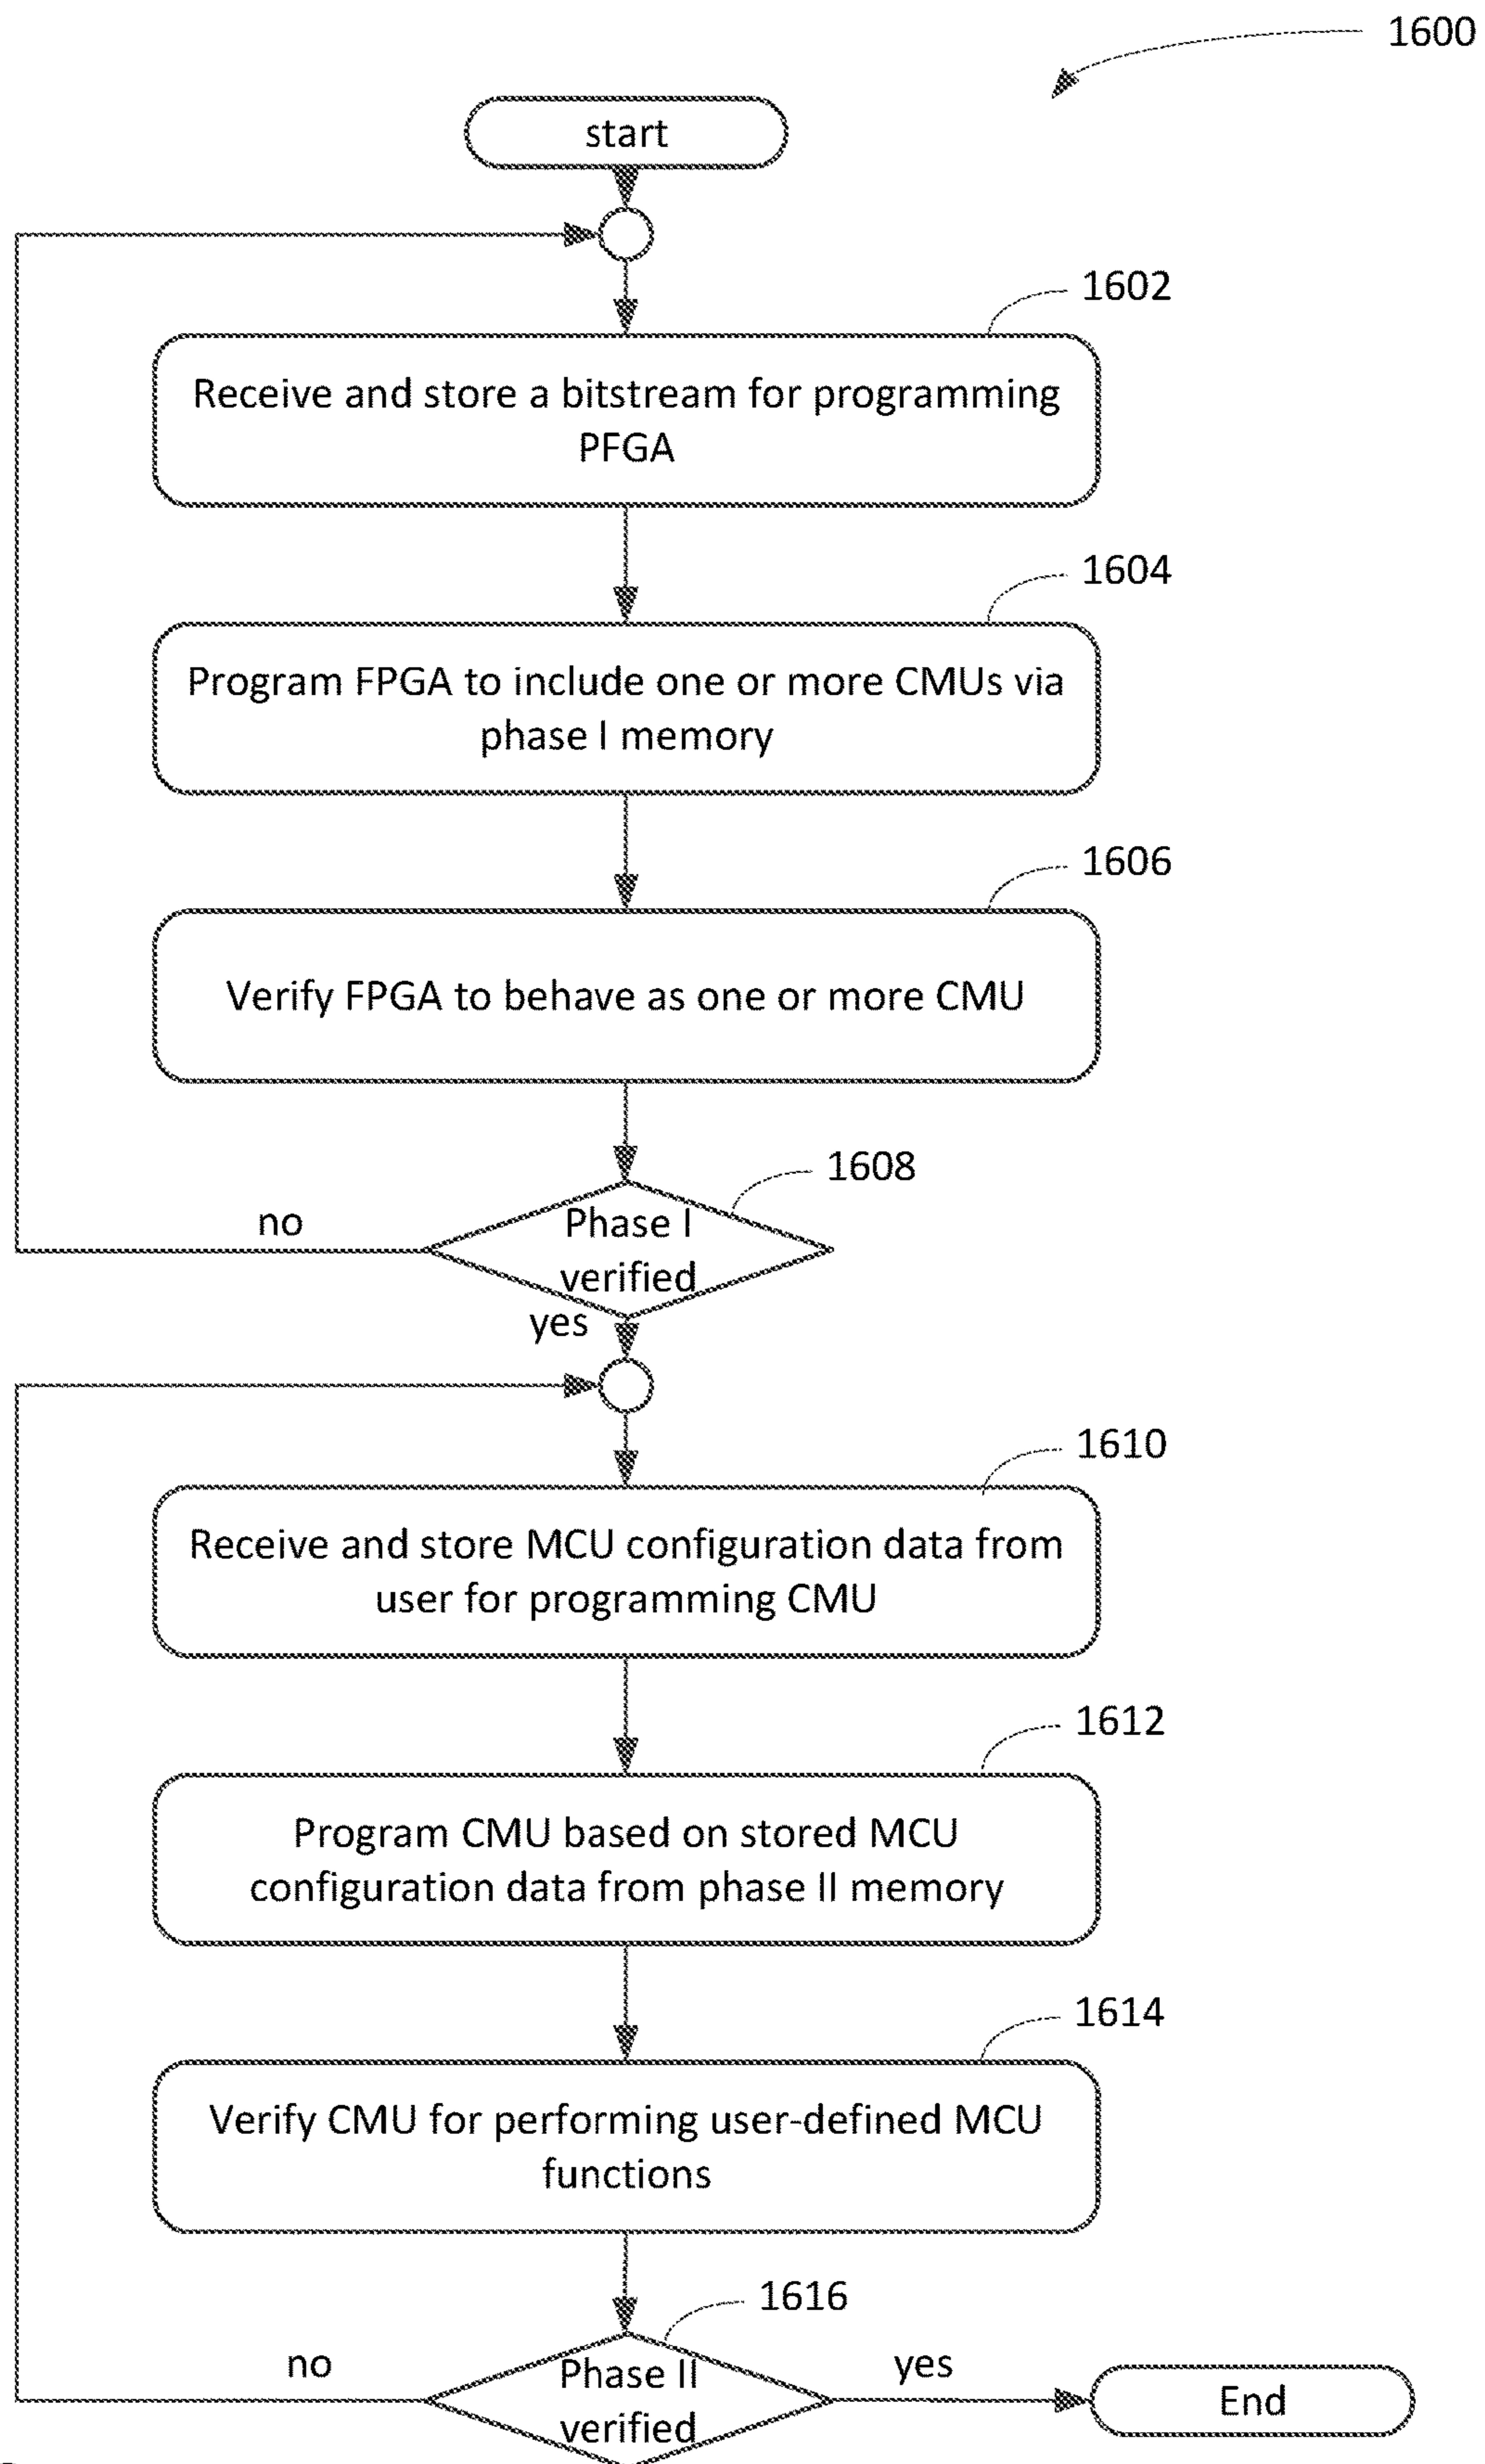 1600
start
1602
Receive and store a bitstream for programming
PFGA
1604
Program FPGA to include one or more CMUs via
phase I memory
1606
Verify FPGA to behave as one or more CMU
1608
no
Phase I
verified
yes
1610
Receive and store MCU configuration data from
user for programming CMU
1612
Program CMU based on stored MCU
configuration data from phase II memory
1614
Verify CMU for performing user-defined MCU
functions
1616
no
Phase II
verified
yes
End